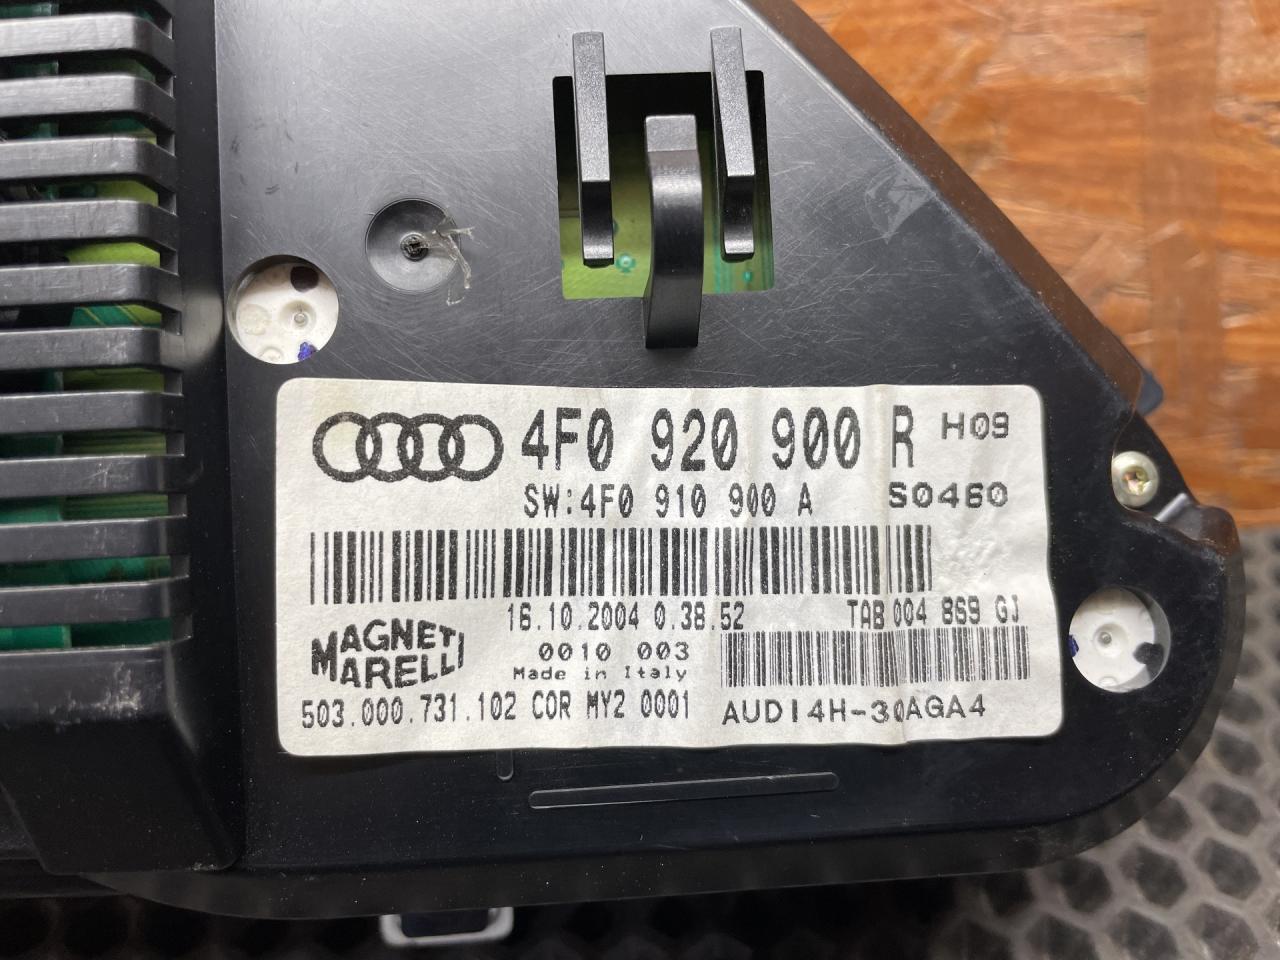 4F0 920 900 R H09
SW:4F0 910 900 A S0460
16.10.2004 0.38.52 TAB 004 869 GJ
MAGNETI MARELLI
0010 003
Made in Italy
503.000.731.102 COR MY2 0001 AUDI4H-30AGA4